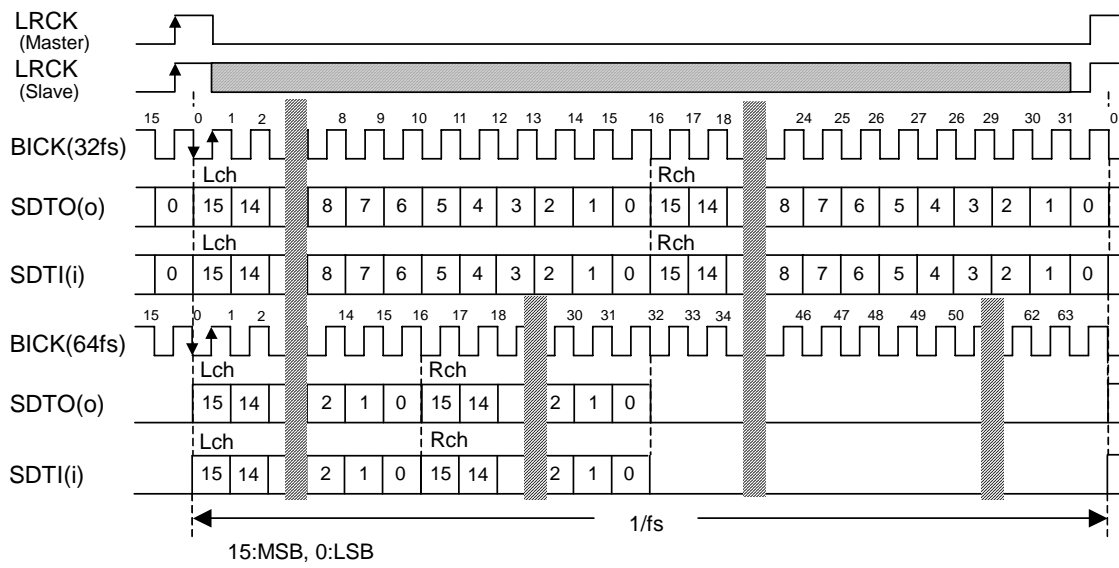 LRCK
(Master)
LRCK
(Slave)
15 0 1 2 8 9 10 11 12 13 14 15 16 17 18 24 25 26 27 26 29 30 31 0
BICK(32fs)
Lch Rch
SDTO(o) 0 15 14 8 7 6 5 4 3 2 1 0 15 14 8 7 6 5 4 3 2 1 0
Lch Rch
SDTI(i) 0 15 14 8 7 6 5 4 3 2 1 0 15 14 8 7 6 5 4 3 2 1 0
15 0 1 2 14 15 16 17 18 30 31 32 33 34 46 47 48 49 50 62 63
BICK(64fs)
Lch Rch
SDTO(o) 15 14 2 1 0 15 14 2 1 0
Lch Rch
SDTI(i) 15 14 2 1 0 15 14 2 1 0
1/fs
15:MSB, 0:LSB